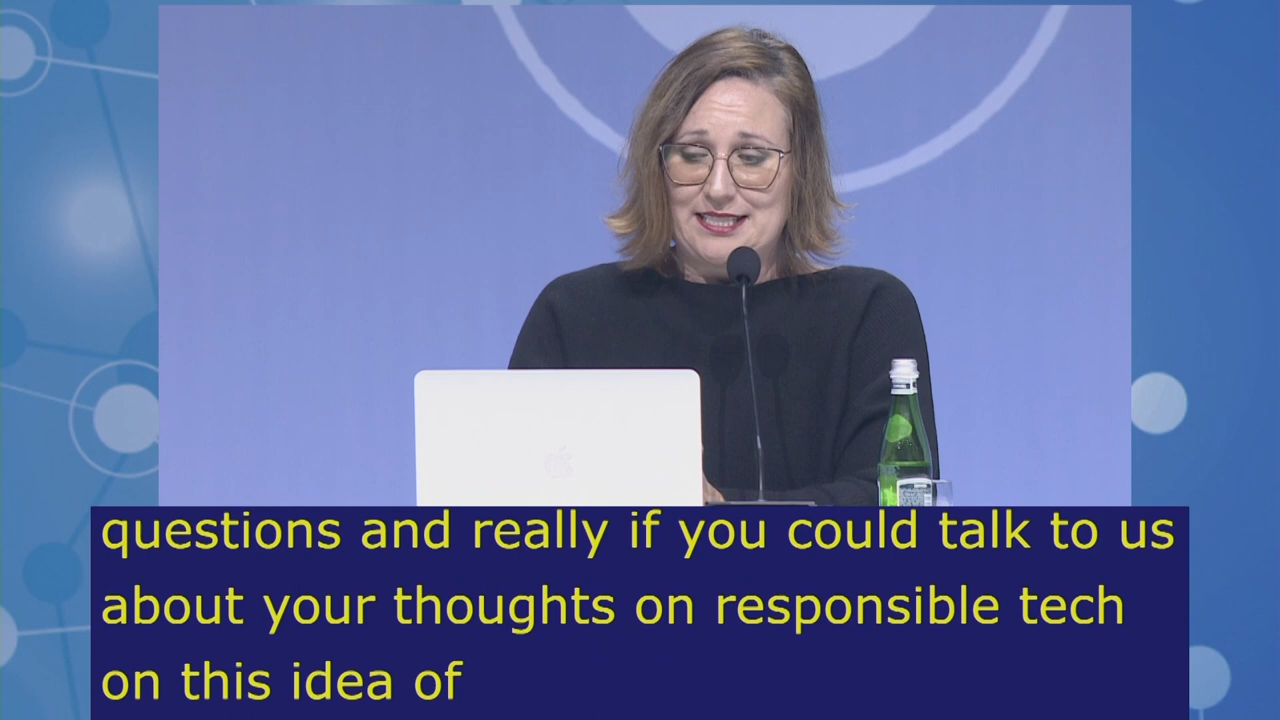 questions and really if you could talk to us
about your thoughts on responsible tech
on this idea of